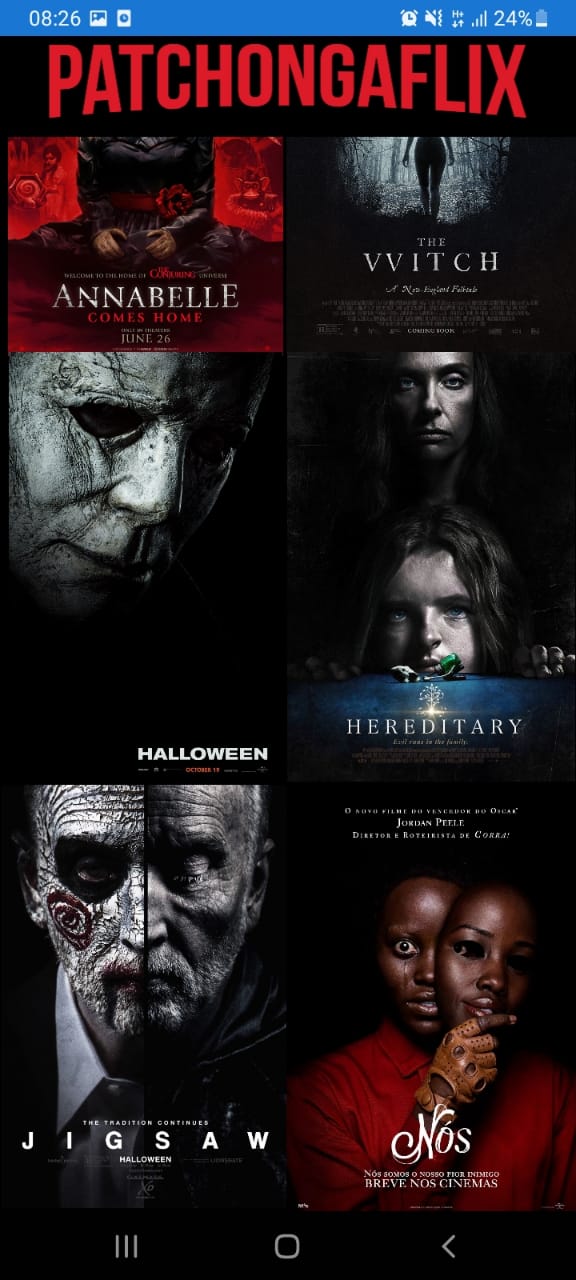 08:26
24%
PATCHONGAFLIX
WELCOME TO THE HOME OF THE CONJURING UNIVERSE
ANNABELLE
COMES HOME
ONLY IN THEATERS
JUNE 26
THE
VVITCH
A New-England Folktale
COMING SOON
HALLOWEEN
OCTOBER 19
HEREDITARY
Evil runs in the family.
THE TRADITION CONTINUES
JIGSAW
HALLOWEEN
LIONSGATE
O NOVO FILME DO VENCEDOR DO OSCAR®
JORDAN PEELE
DIRETOR E ROTEIRISTA DE CORRA!
Nós
NÓS SOMOS O NOSSO PIOR INIMIGO
BREVE NOS CINEMAS